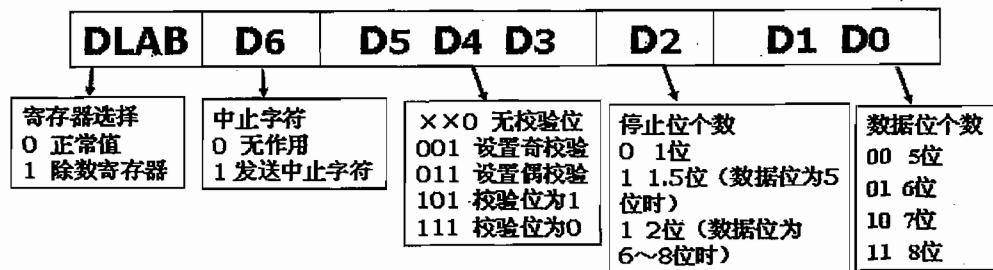 DLAB D6 D5 D4 D3 D2 D1 D0
寄存器选择
0 正常值
1 除数寄存器
中止字符
0 无作用
1 发送中止字符
××0 无校验位
001 设置奇校验
011 设置偶校验
101 校验位为1
111 校验位为0
停止位个数
0 1位
1 1.5位（数据位为5
位时）
1 2位（数据位为
6～8位时）
数据位个数
00 5位
01 6位
10 7位
11 8位